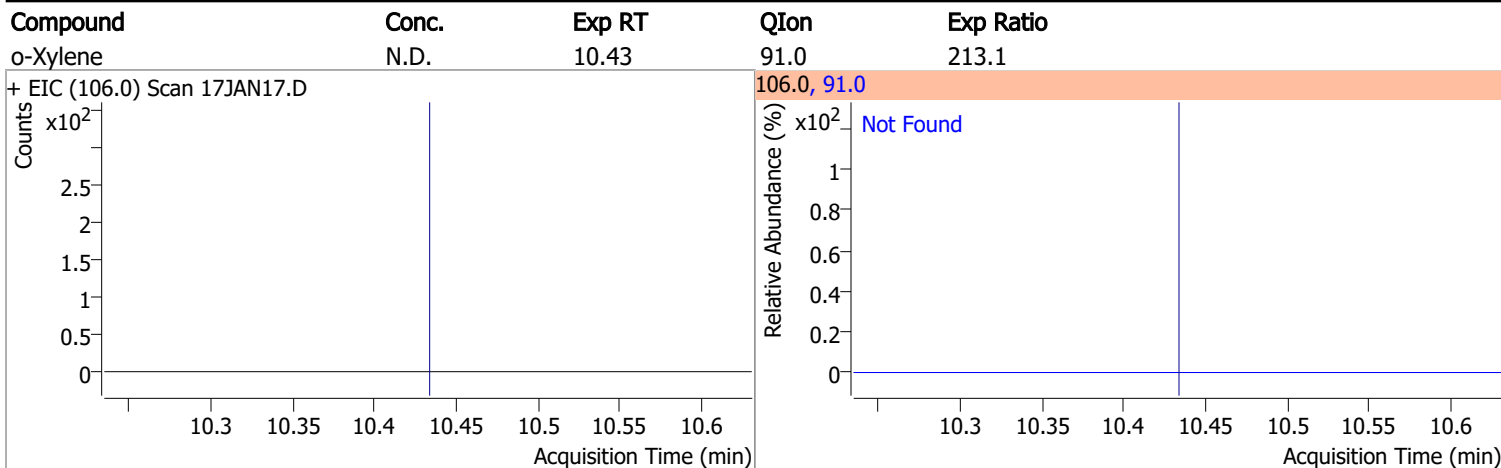 Compound Conc. Exp RT QIon Exp Ratio
o-Xylene N.D. 10.43 91.0 213.1
+ EIC (106.0) Scan 17JAN17.D
Counts
x10²
2.5
2
1.5
1
0.5
0
10.3 10.35 10.4 10.45 10.5 10.55 10.6
Acquisition Time (min)
106.0, 91.0
Relative Abundance (%)
x10²
Not Found
1
0.8
0.6
0.4
0.2
0
10.3 10.35 10.4 10.45 10.5 10.55 10.6
Acquisition Time (min)